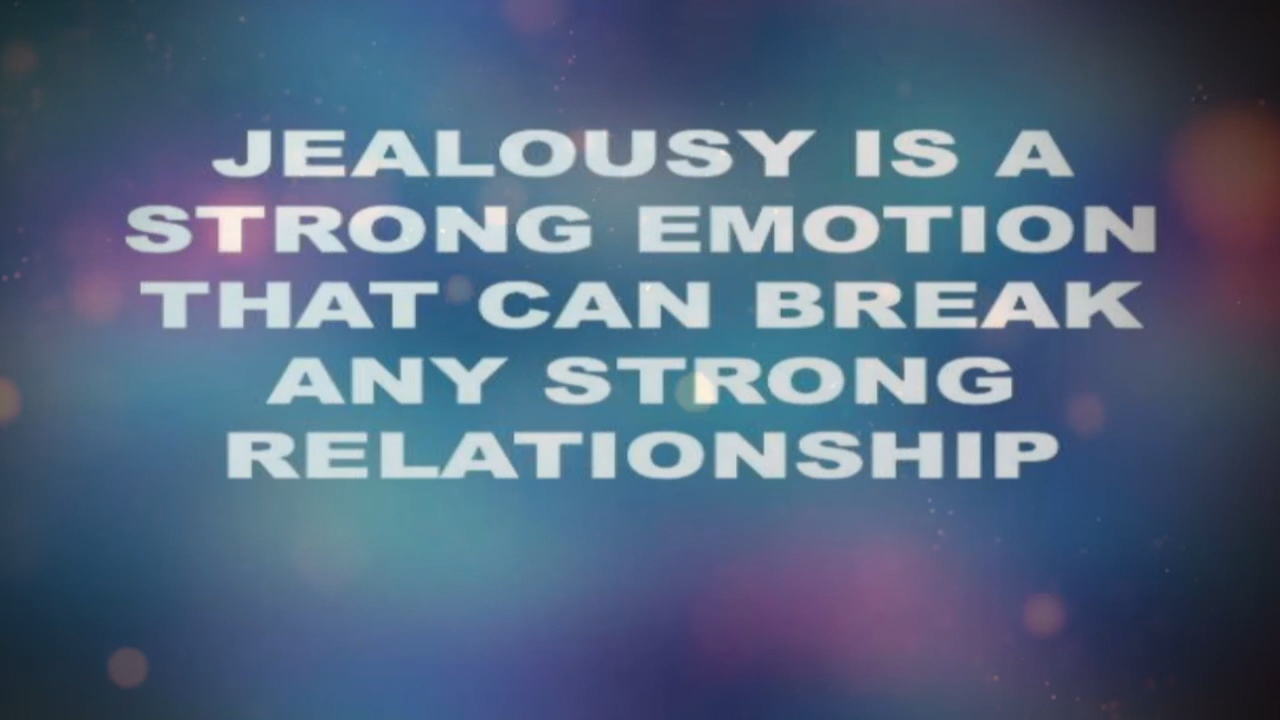 JEALOUSY IS A
STRONG EMOTION
THAT CAN BREAK
ANY STRONG
RELATIONSHIP